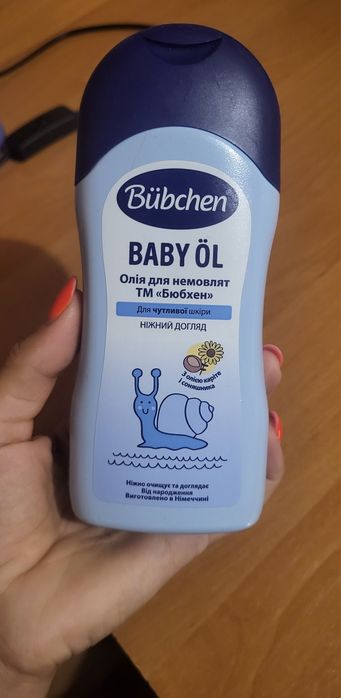 Bübchen
BABY ÖL
Олія для немовлят
ТМ «Бюбхен»
Для чутливої шкіри
НІЖНИЙ ДОГЛЯД
З олією каріте
і соняшника
Ніжно очищує та доглядає
Від народження
Виготовлено в Німеччині